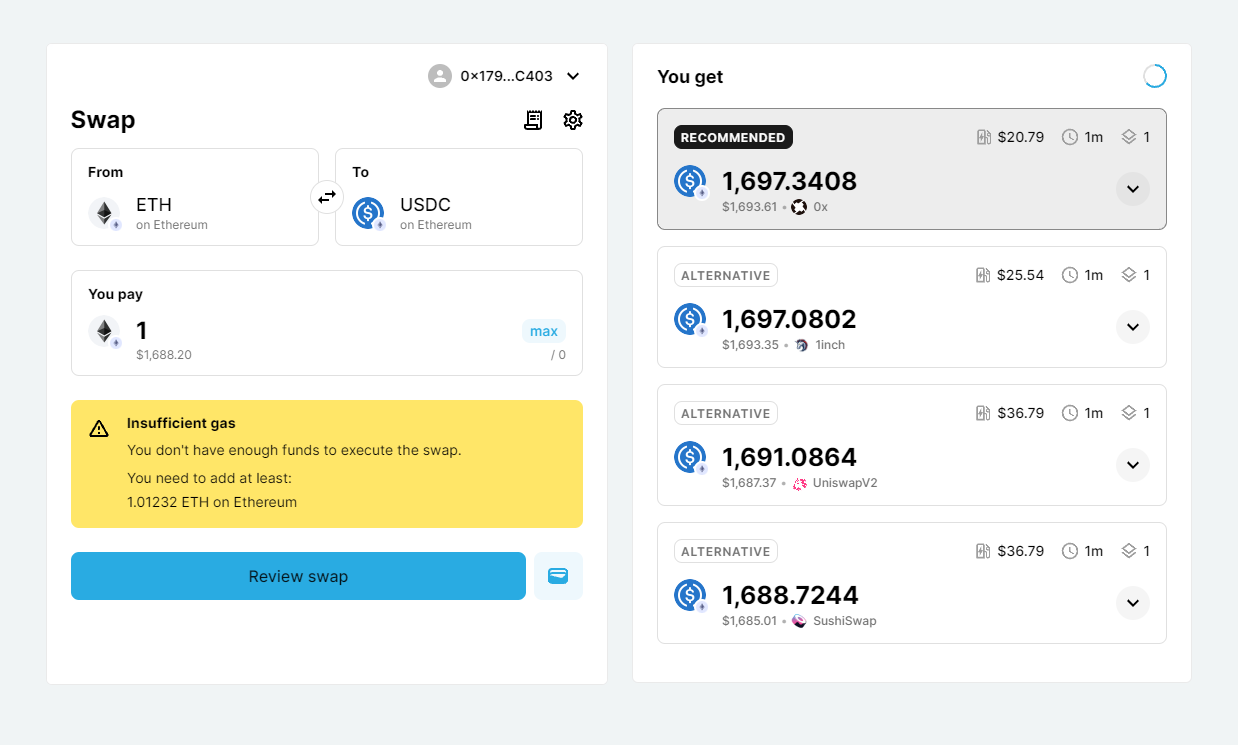 0×179...C403
Swap
From
ETH
on Ethereum
To
USDC
on Ethereum
You pay
1
max
$1,688.20
/ 0
Insufficient gas
You don't have enough funds to execute the swap.
You need to add at least:
1.01232 ETH on Ethereum
Review swap
You get
RECOMMENDED
$20.79 1m 1
1,697.3408
$1,693.61 • 0x
ALTERNATIVE
$25.54 1m 1
1,697.0802
$1,693.35 • 1inch
ALTERNATIVE
$36.79 1m 1
1,691.0864
$1,687.37 • UniswapV2
ALTERNATIVE
$36.79 1m 1
1,688.7244
$1,685.01 • SushiSwap